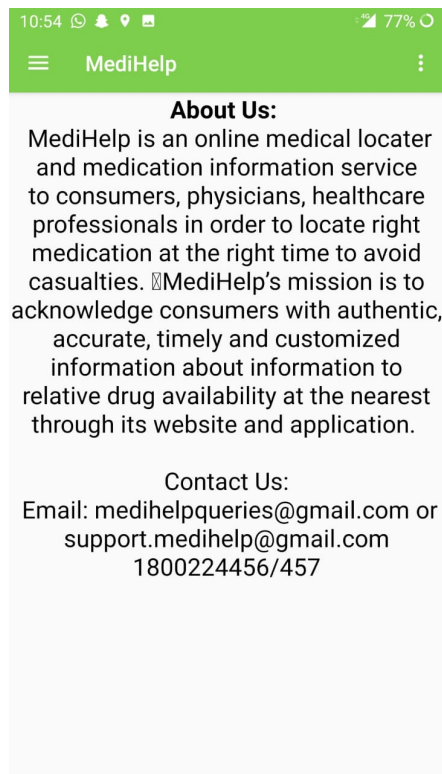 10:54 4G 77%
MediHelp
About Us:
MediHelp is an online medical locater
and medication information service
to consumers, physicians, healthcare
professionals in order to locate right
medication at the right time to avoid
casualties. MediHelp’s mission is to
acknowledge consumers with authentic,
accurate, timely and customized
information about information to
relative drug availability at the nearest
through its website and application.
Contact Us:
Email: medihelpqueries@gmail.com or
support.medihelp@gmail.com
1800224456/457